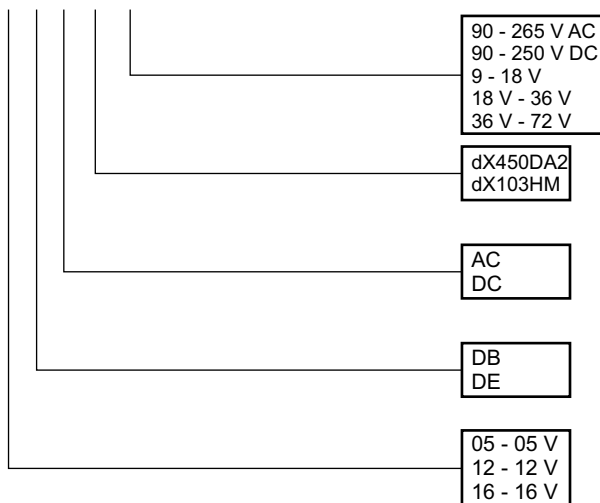 90 - 265 V AC
90 - 250 V DC
9 - 18 V
18 V - 36 V
36 V - 72 V
dX450DA2
dX103HM
AC
DC
DB
DE
05 - 05 V
12 - 12 V
16 - 16 V